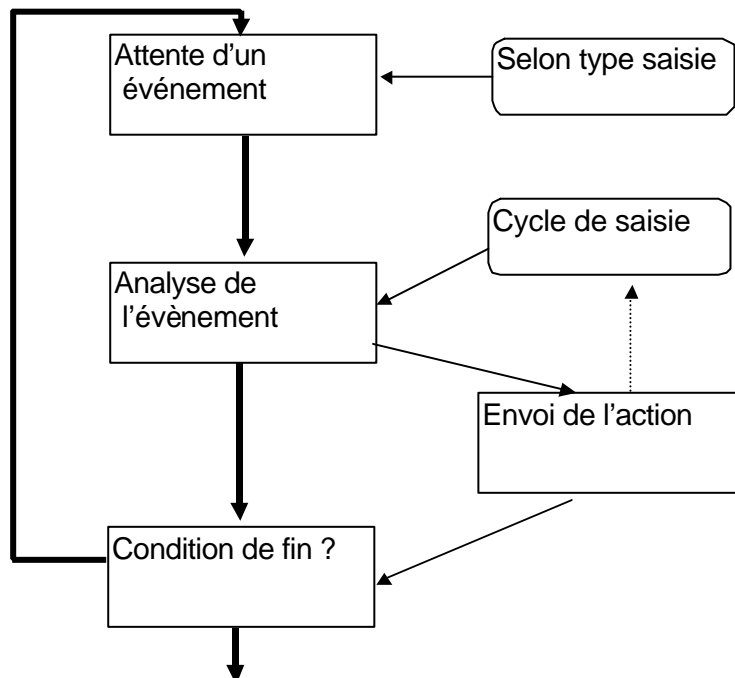 Attente d'un
événement
Selon type saisie
Cycle de saisie
Analyse de
l'évènement
Envoi de l'action
Condition de fin ?